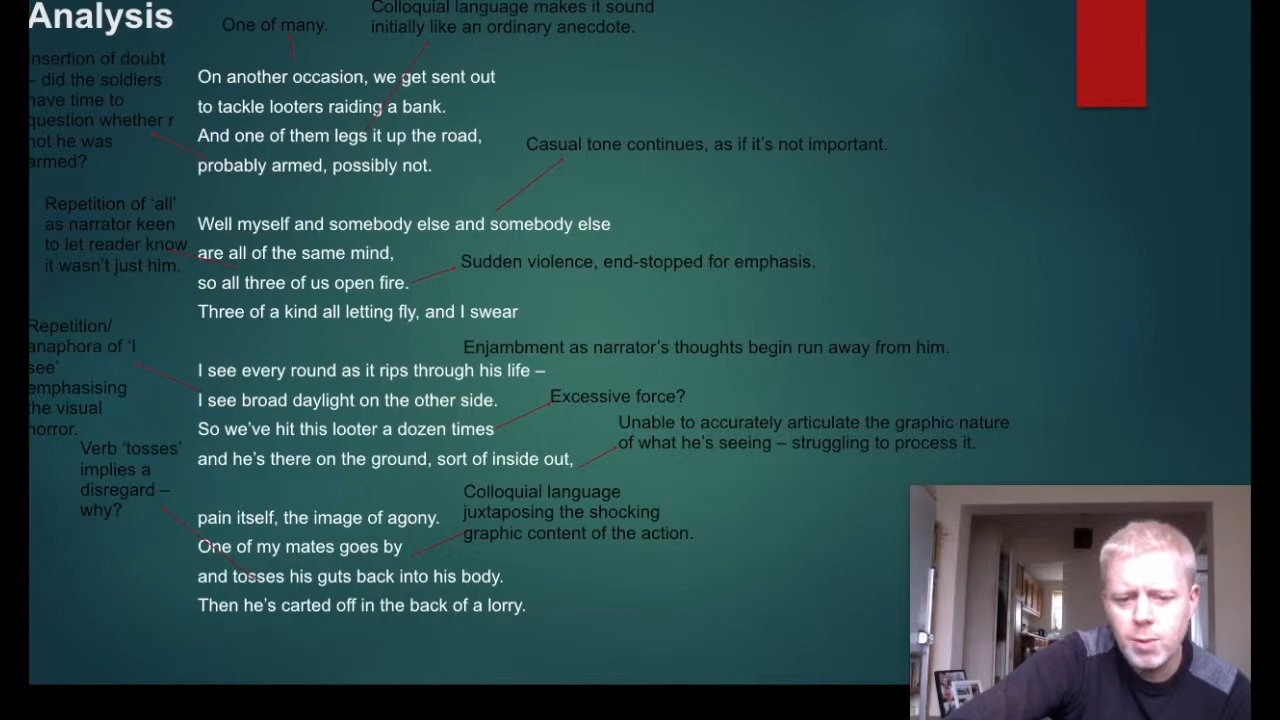 Analysis
One of many.
Colloquial language makes it sound
initially like an ordinary anecdote.
Insertion of doubt
– did the soldiers
have time to
question whether r
not he was
armed?
On another occasion, we get sent out
to tackle looters raiding a bank.
And one of them legs it up the road,
probably armed, possibly not.
Casual tone continues, as if it's not important.
Repetition of 'all'
as narrator keen
to let reader know
it wasn't just him.
Well myself and somebody else and somebody else
are all of the same mind,
so all three of us open fire.
Three of a kind all letting fly, and I swear
Sudden violence, end-stopped for emphasis.
Enjambment as narrator's thoughts begin run away from him.
Repetition/
anaphora of 'I
see'
emphasising
the visual
horror.
I see every round as it rips through his life –
I see broad daylight on the other side.
So we've hit this looter a dozen times
and he's there on the ground, sort of inside out,
Excessive force?
Unable to accurately articulate the graphic nature
of what he's seeing – struggling to process it.
Verb 'tosses'
implies a
disregard –
why?
Colloquial language
juxtaposing the shocking
graphic content of the action.
pain itself, the image of agony.
One of my mates goes by
and tosses his guts back into his body.
Then he's carted off in the back of a lorry.